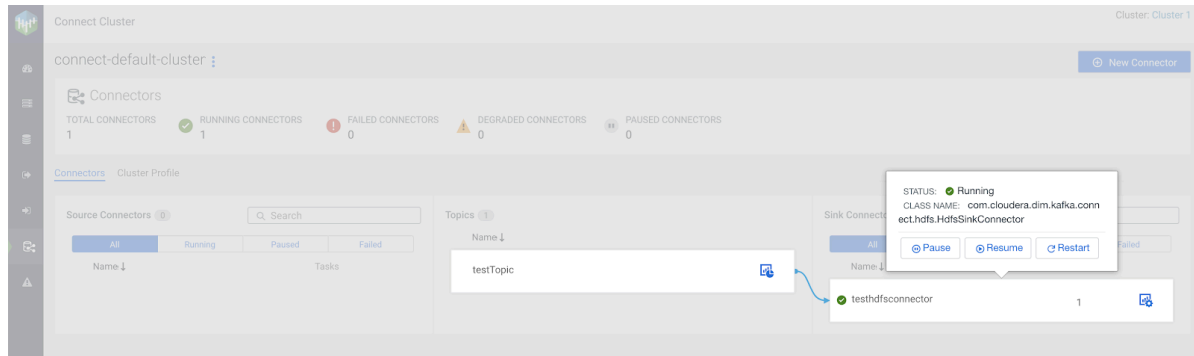 Connect Cluster
Cluster: Cluster 1
connect-default-cluster
New Connector
Connectors
TOTAL CONNECTORS
1
RUNNING CONNECTORS
1
FAILED CONNECTORS
0
DEGRADED CONNECTORS
0
PAUSED CONNECTORS
0
Connectors Cluster Profile
Source Connectors 0
Search
All Running Paused Failed
Name Tasks
Topics 1
Name
testTopic
Sink Connecto
All
Failed
Name
STATUS: Running
CLASS NAME: com.cloudera.dim.kafka.conn
ect.hdfs.HdfsSinkConnector
Pause Resume Restart
testhdfsconnector 1